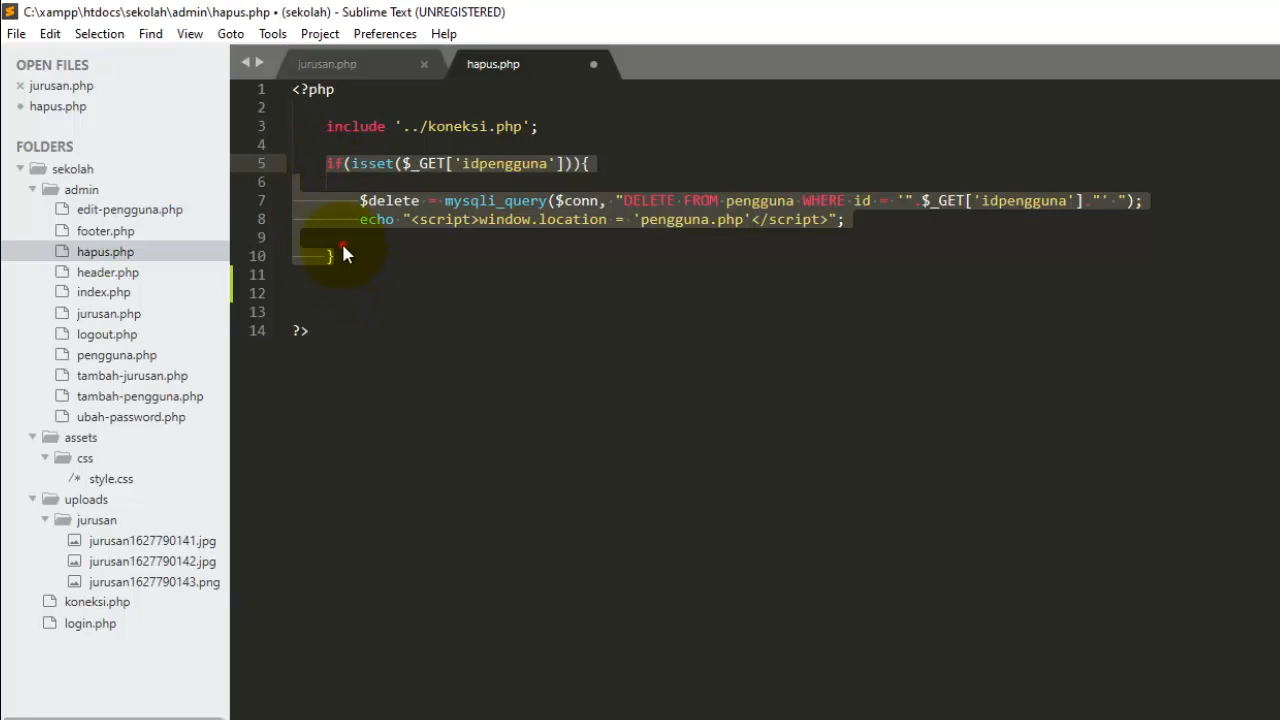 C:\xampp\htdocs\sekolah\admin\hapus.php • (sekolah) - Sublime Text (UNREGISTERED)
File Edit Selection Find View Goto Tools Project Preferences Help
OPEN FILES
jurusan.php
hapus.php
FOLDERS
sekolah
admin
edit-pengguna.php
footer.php
hapus.php
header.php
index.php
jurusan.php
logout.php
pengguna.php
tambah-jurusan.php
tambah-pengguna.php
ubah-password.php
assets
css
/* style.css
uploads
jurusan
jurusan1627790141.jpg
jurusan1627790142.jpg
jurusan1627790143.png
koneksi.php
login.php
jurusan.php hapus.php
1 <?php
2
3 include '../koneksi.php';
4
5 if(isset($_GET['idpengguna'])){
6
7 $delete = mysqli_query($conn, "DELETE FROM pengguna WHERE id = '".$_GET['idpengguna']."' ");
8 echo "<script>window.location = 'pengguna.php'</script>";
9
10 }
11
12
13
14 ?>